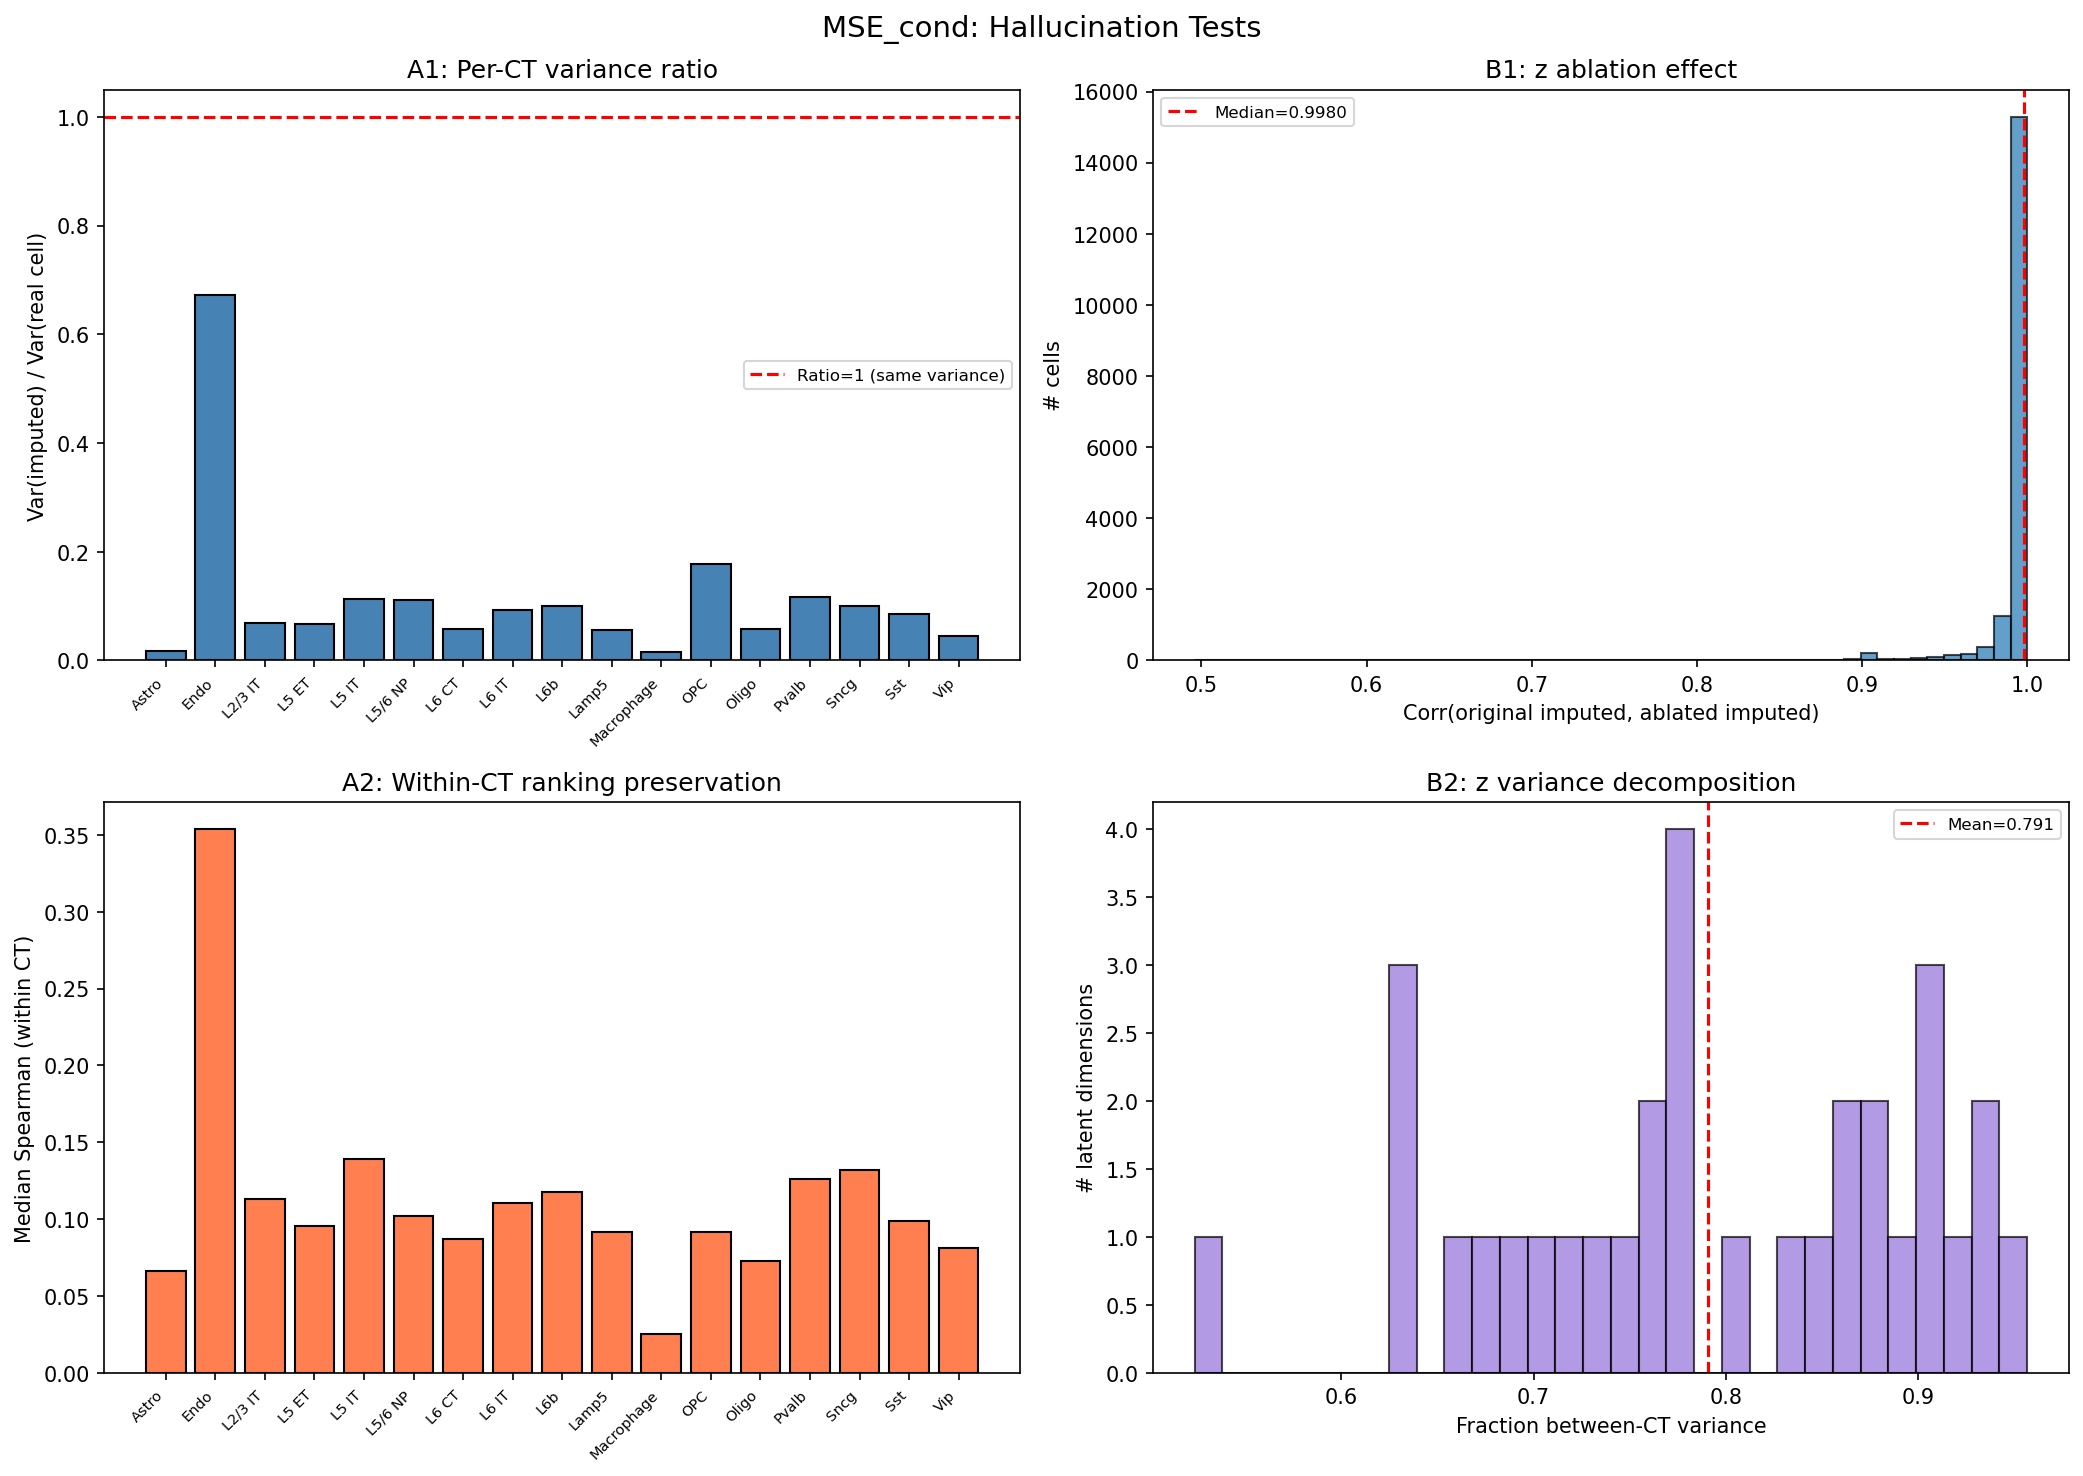 MSE_cond: Hallucination Tests
A1: Per-CT variance ratio
Var(imputed) / Var(real cell)
1.0
0.8
0.6
0.4
0.2
0.0
Ratio=1 (same variance)
Astro
Endo
L2/3 IT
L5 ET
L5 IT
L5/6 NP
L6 CT
L6 IT
L6b
Lamp5
Macrophage
OPC
Oligo
Pvalb
Sncg
Sst
Vip
B1: z ablation effect
# cells
16000
14000
12000
10000
8000
6000
4000
2000
0
Median=0.9980
0.5
0.6
0.7
0.8
0.9
1.0
Corr(original imputed, ablated imputed)
A2: Within-CT ranking preservation
Median Spearman (within CT)
0.35
0.30
0.25
0.20
0.15
0.10
0.05
0.00
Astro
Endo
L2/3 IT
L5 ET
L5 IT
L5/6 NP
L6 CT
L6 IT
L6b
Lamp5
Macrophage
OPC
Oligo
Pvalb
Sncg
Sst
Vip
B2: z variance decomposition
# latent dimensions
4.0
3.5
3.0
2.5
2.0
1.5
1.0
0.5
0.0
Mean=0.791
0.6
0.7
0.8
0.9
Fraction between-CT variance